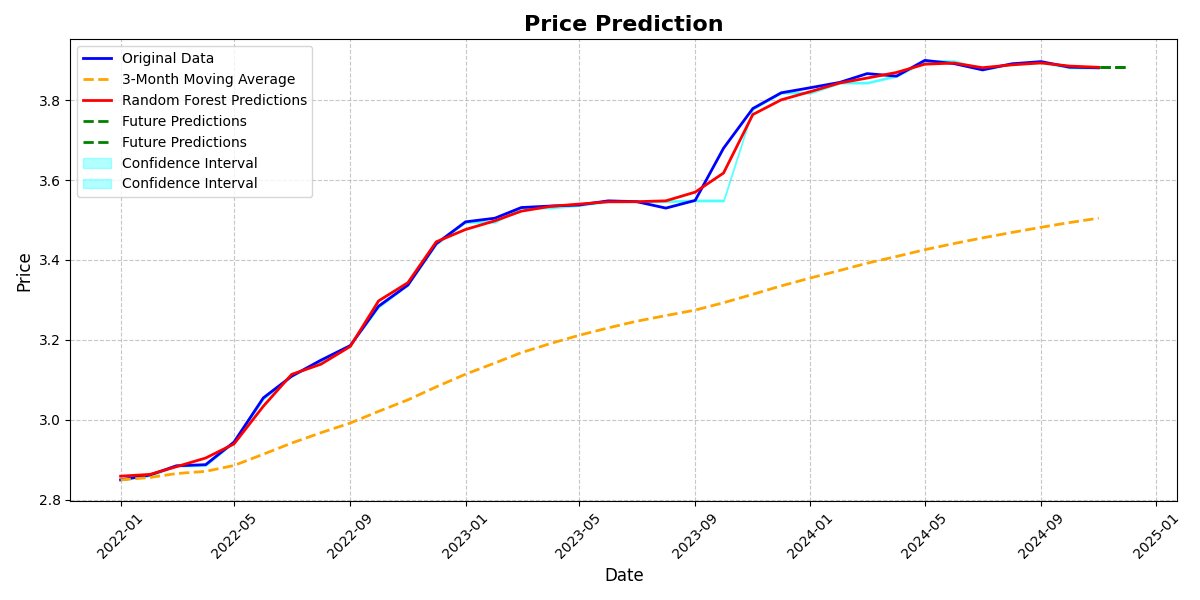 Price Prediction
Original Data
3-Month Moving Average
Random Forest Predictions
Future Predictions
Future Predictions
Confidence Interval
Confidence Interval
Price
3.8
3.6
3.4
3.2
3.0
2.8
2022-01
2022-05
2022-09
2023-01
2023-05
2023-09
2024-01
2024-05
2024-09
2025-01
Date